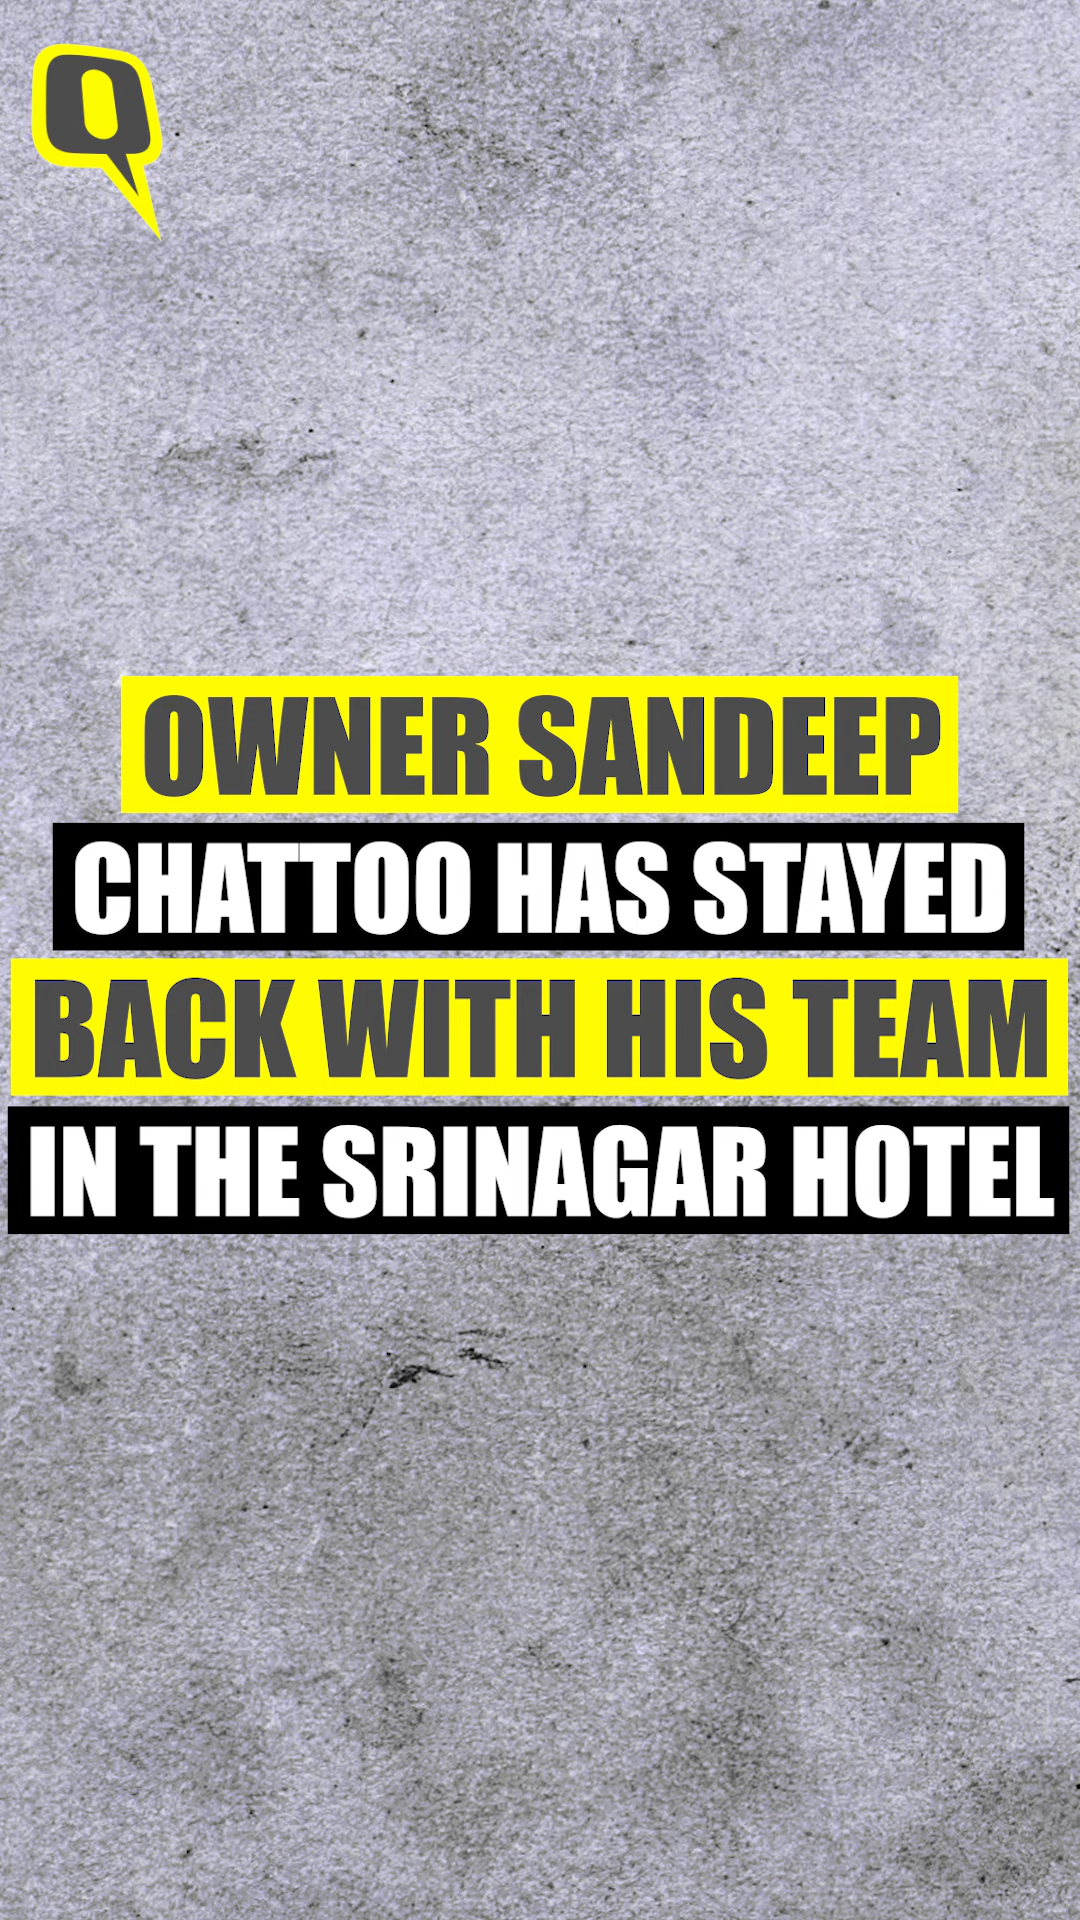 Q
OWNER SANDEEP
CHATTOO HAS STAYED
BACK WITH HIS TEAM
IN THE SRINAGAR HOTEL